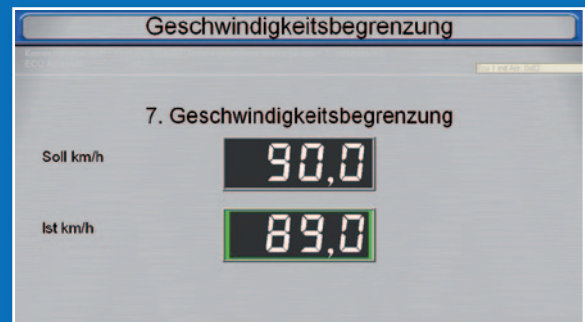 Geschwindigkeitsbegrenzung
7. Geschwindigkeitsbegrenzung
Soll km/h
90,0
Ist km/h
89,0